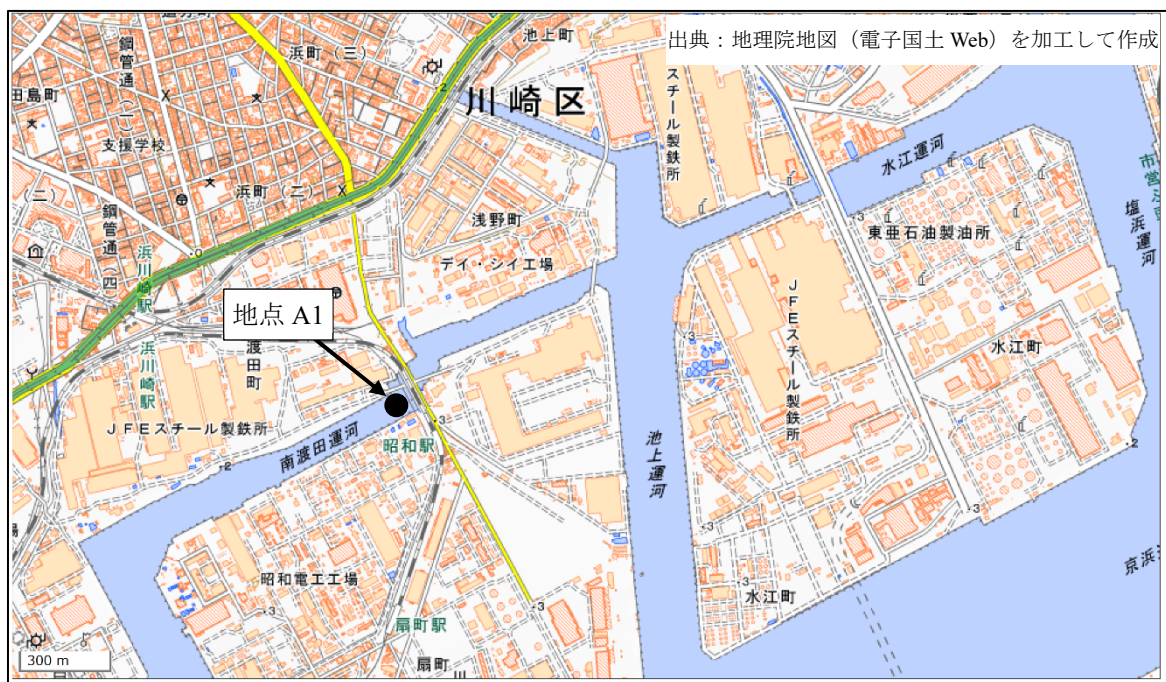 出典：地理院地図（電子国土 Web）を加工して作成
池上町
浜町（三）
鋼管通（一）
田島町
川崎区
支援学校
JFEスチール製鉄所
水江運河
浜町（二）
（二）
浅野町
東亜石油製油所
塩浜運河
鋼管通（四）
浜川崎駅
デイ・シイ工場
地点 A1
JFEスチール製鉄所
水江町
浜川崎駅
渡田町
JFEスチール製鉄所
昭和駅
南渡田運河
池上運河
昭和電工工場
水江町
扇町駅
扇町
300 m